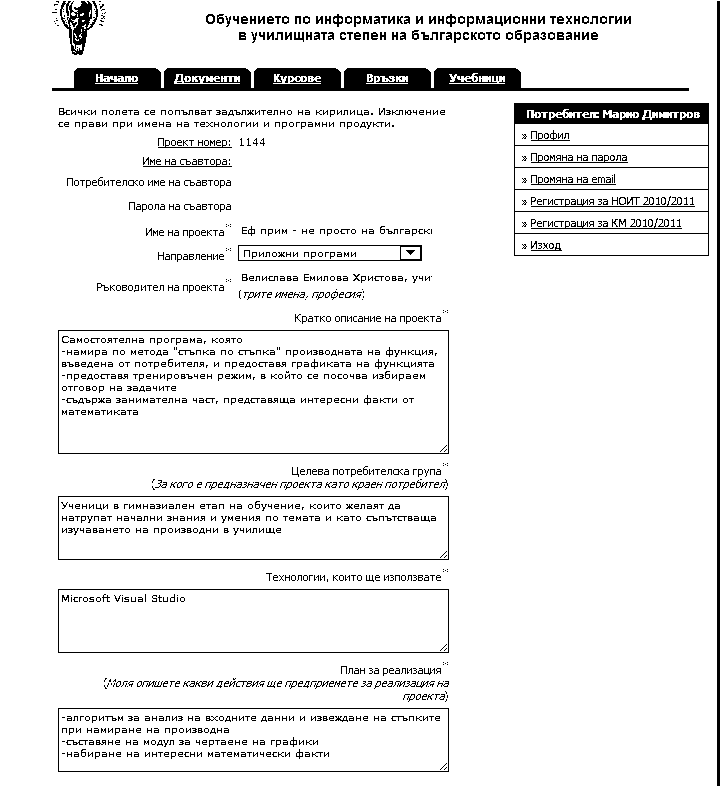 Обучението по информатика и информационни технологии
в училищната степен на българското образование
Начало Документи Курсове Връзки Учебници
Всички полета се попълват задължително на кирилица. Изключение
се прави при имена на технологии и програмни продукти.
Проект номер: 1144
Име на съавтора:
Потребителско име на съавтора
Парола на съавтора
Име на проекта* Еф прим - не просто на български
Направление* Приложни програми
Ръководител на проекта* Велислава Емилова Христова, учи
(трите имена, професия)
Кратко описание на проекта*
Самостоятелна програма, която
-намира по метода "стъпка по стъпка" производната на функция,
въведена от потребителя, и предоставя графиката на функцията
-предоставя тренировъчен режим, в който се посочва избираем
отговор на задачите
-съдържа занимателна част, представяща интересни факти от
математиката
Целева потребителска група*
(За кого е предназначен проекта като краен потребител)
Ученици в гимназиален етап на обучение, които желаят да
натрупат начални знания и умения по темата и като съпътстваща
изучаването на производни в училище
Технологии, които ще използвате*
Microsoft Visual Studio
План за реализация*
(Моля опишете какви действия ще предприемете за реализация на
проекта)
-алгоритъм за анализ на входните данни и извеждане на стъпките
при намиране на производна
-съставяне на модул за чертаене на графики
-набиране на интересни математически факти
Потребител: Марио Димитров
» Профил
» Промяна на парола
» Промяна на email
» Регистрация за НОИТ 2010/2011
» Регистрация за КМ 2010/2011
» Изход